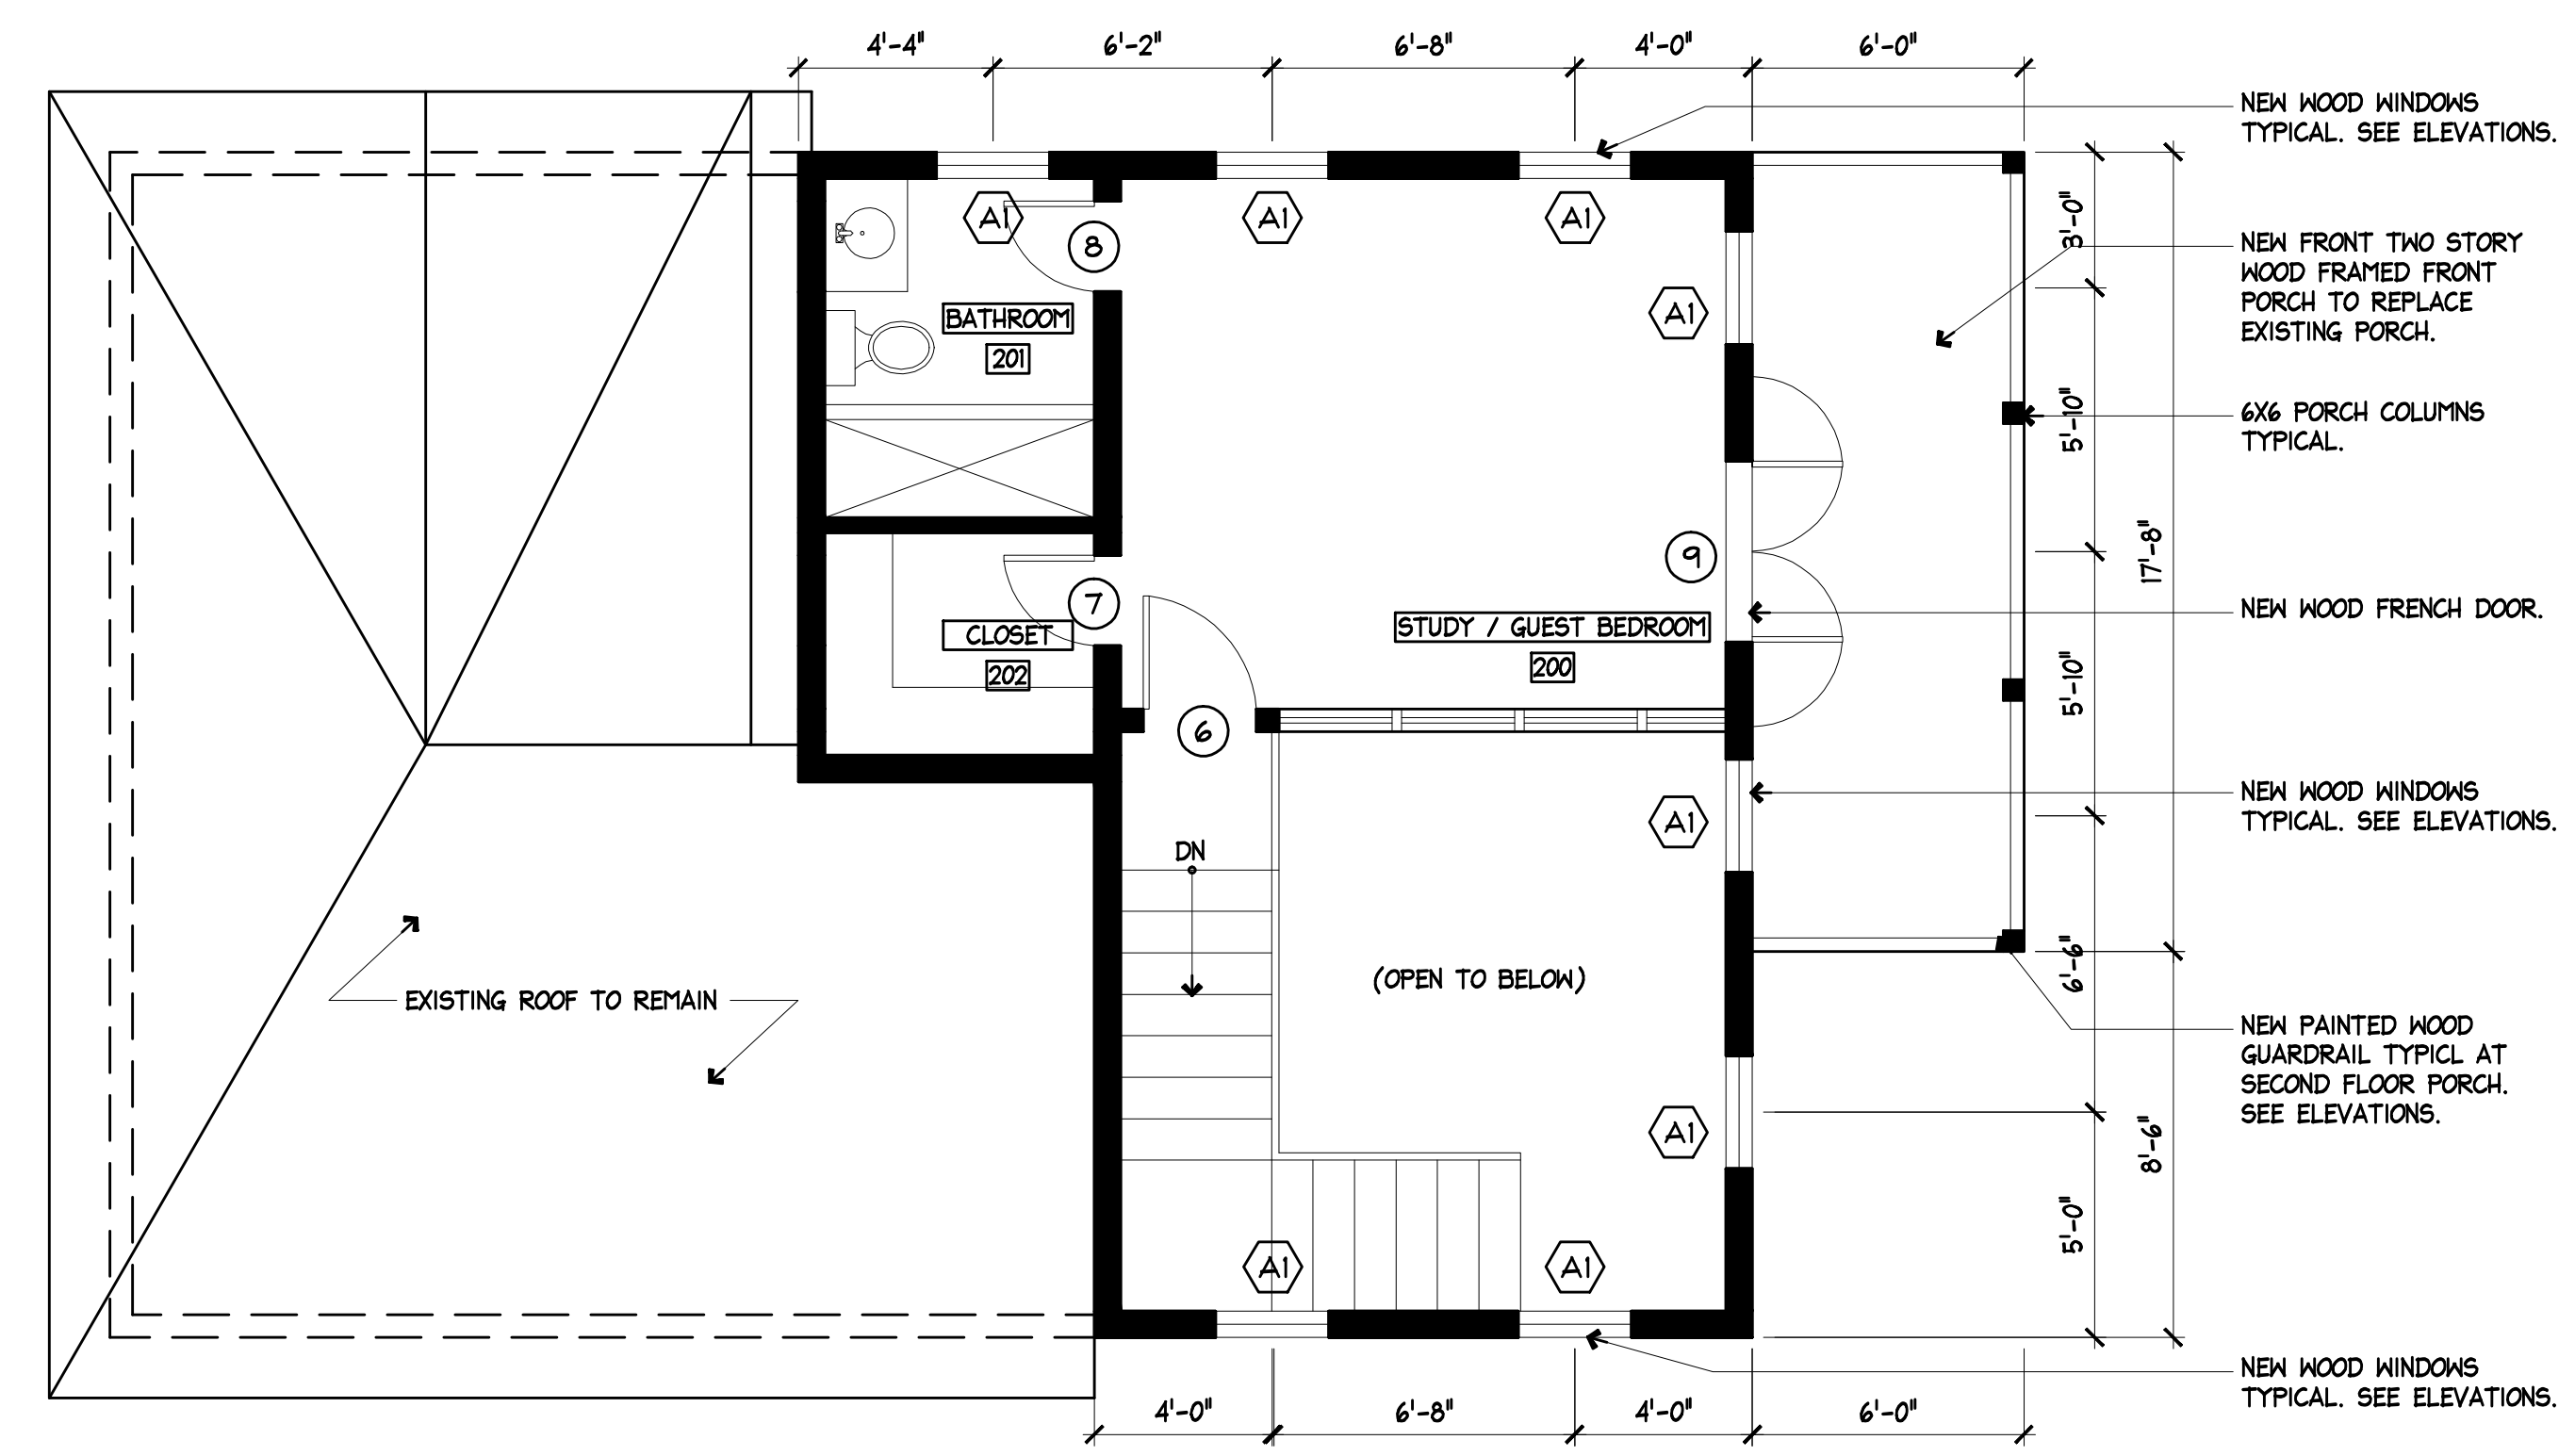 4'-4"
6'-2"
6'-8"
4'-0"
6'-0"
NEW WOOD WINDOWS
TYPICAL. SEE ELEVATIONS.
A1
A1
A1
8
3'-0"
NEW FRONT TWO STORY
WOOD FRAMED FRONT
PORCH TO REPLACE
EXISTING PORCH.
BATHROOM
201
A1
5'-10"
6X6 PORCH COLUMNS
TYPICAL.
9
17'-8"
7
CLOSET
202
STUDY / GUEST BEDROOM
200
NEW WOOD FRENCH DOOR.
5'-10"
6
A1
NEW WOOD WINDOWS
TYPICAL. SEE ELEVATIONS.
DN
(OPEN TO BELOW)
6'-6"
EXISTING ROOF TO REMAIN
NEW PAINTED WOOD
GUARDRAIL TYPICL AT
SECOND FLOOR PORCH.
SEE ELEVATIONS.
A1
8'-6"
5'-0"
A1
A1
NEW WOOD WINDOWS
TYPICAL. SEE ELEVATIONS.
4'-0"
6'-8"
4'-0"
6'-0"